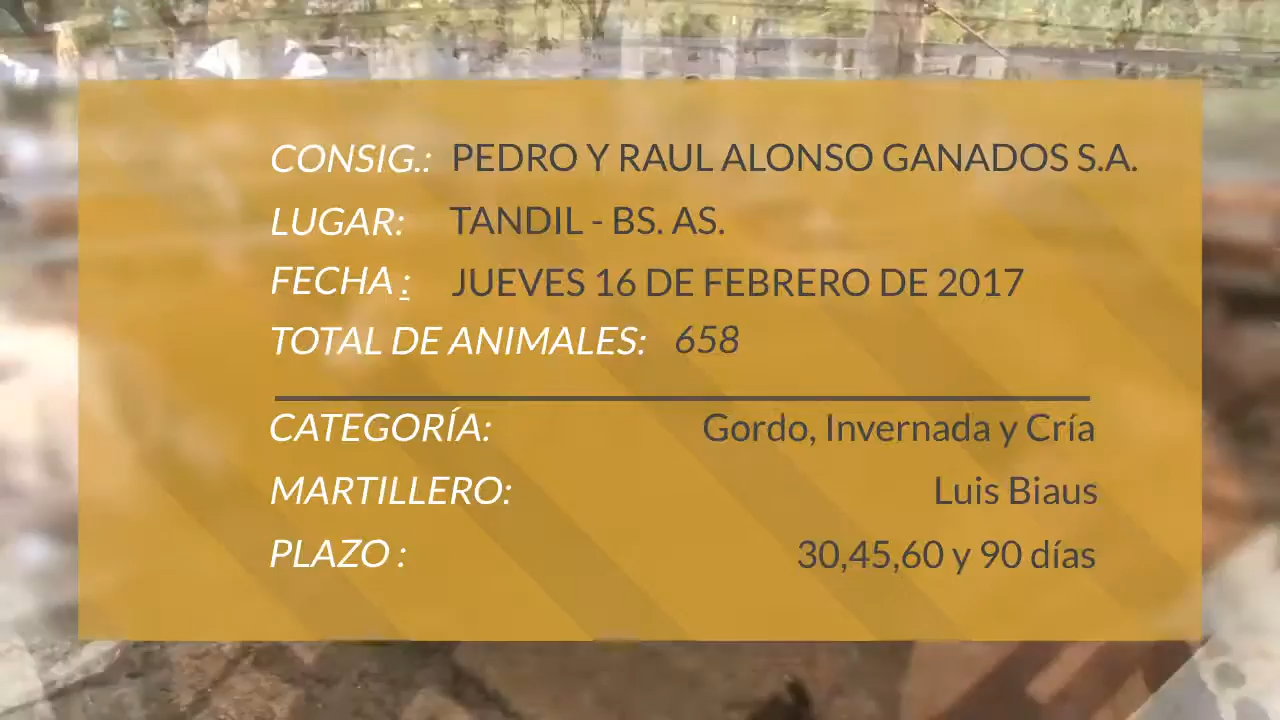 CONSIG.: PEDRO Y RAUL ALONSO GANADOS S.A.
LUGAR: TANDIL - BS. AS.
FECHA : JUEVES 16 DE FEBRERO DE 2017
TOTAL DE ANIMALES: 658
CATEGORÍA: Gordo, Invernada y Cría
MARTILLERO: Luis Biaus
PLAZO : 30,45,60 y 90 días